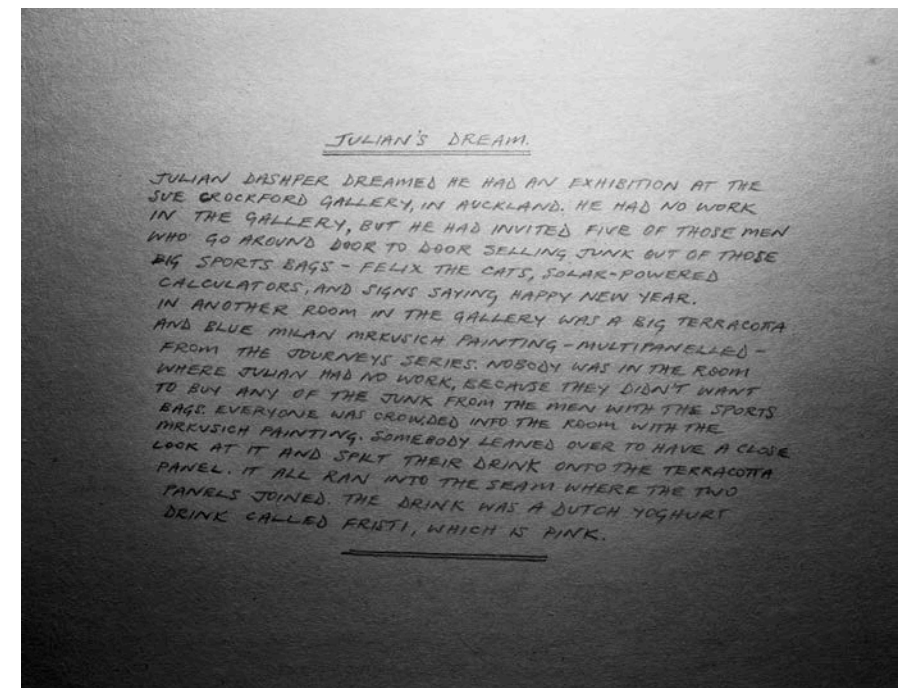 JULIAN'S DREAM.
JULIAN DASHPER DREAMED HE HAD AN EXHIBITION AT THE
SUE CROCKFORD GALLERY, IN AUCKLAND. HE HAD NO WORK
IN THE GALLERY, BUT HE HAD INVITED FIVE OF THOSE MEN
WHO GO AROUND DOOR TO DOOR SELLING JUNK OUT OF THOSE
BIG SPORTS BAGS - FELIX THE CATS, SOLAR-POWERED
CALCULATORS, AND SIGNS SAYING HAPPY NEW YEAR.
IN ANOTHER ROOM IN THE GALLERY WAS A BIG TERRACOTTA
AND BLUE MILAN MRKUSICH PAINTING - MULTIPANELLED -
FROM THE JOURNEYS SERIES. NOBODY WAS IN THE ROOM
WHERE JULIAN HAD NO WORK, BECAUSE THEY DIDN'T WANT
TO BUY ANY OF THE JUNK FROM THE MEN WITH THE SPORTS
BAGS. EVERYONE WAS CROWDED INTO THE ROOM WITH THE
MRKUSICH PAINTING. SOMEBODY LEANED OVER TO HAVE A CLOSE
LOOK AT IT AND SPILT THEIR DRINK ONTO THE TERRACOTTA
PANEL. IT ALL RAN INTO THE SEAM WHERE THE TWO
PANELS JOINED. THE DRINK WAS A DUTCH YOGHURT
DRINK CALLED FRISTI, WHICH IS PINK.